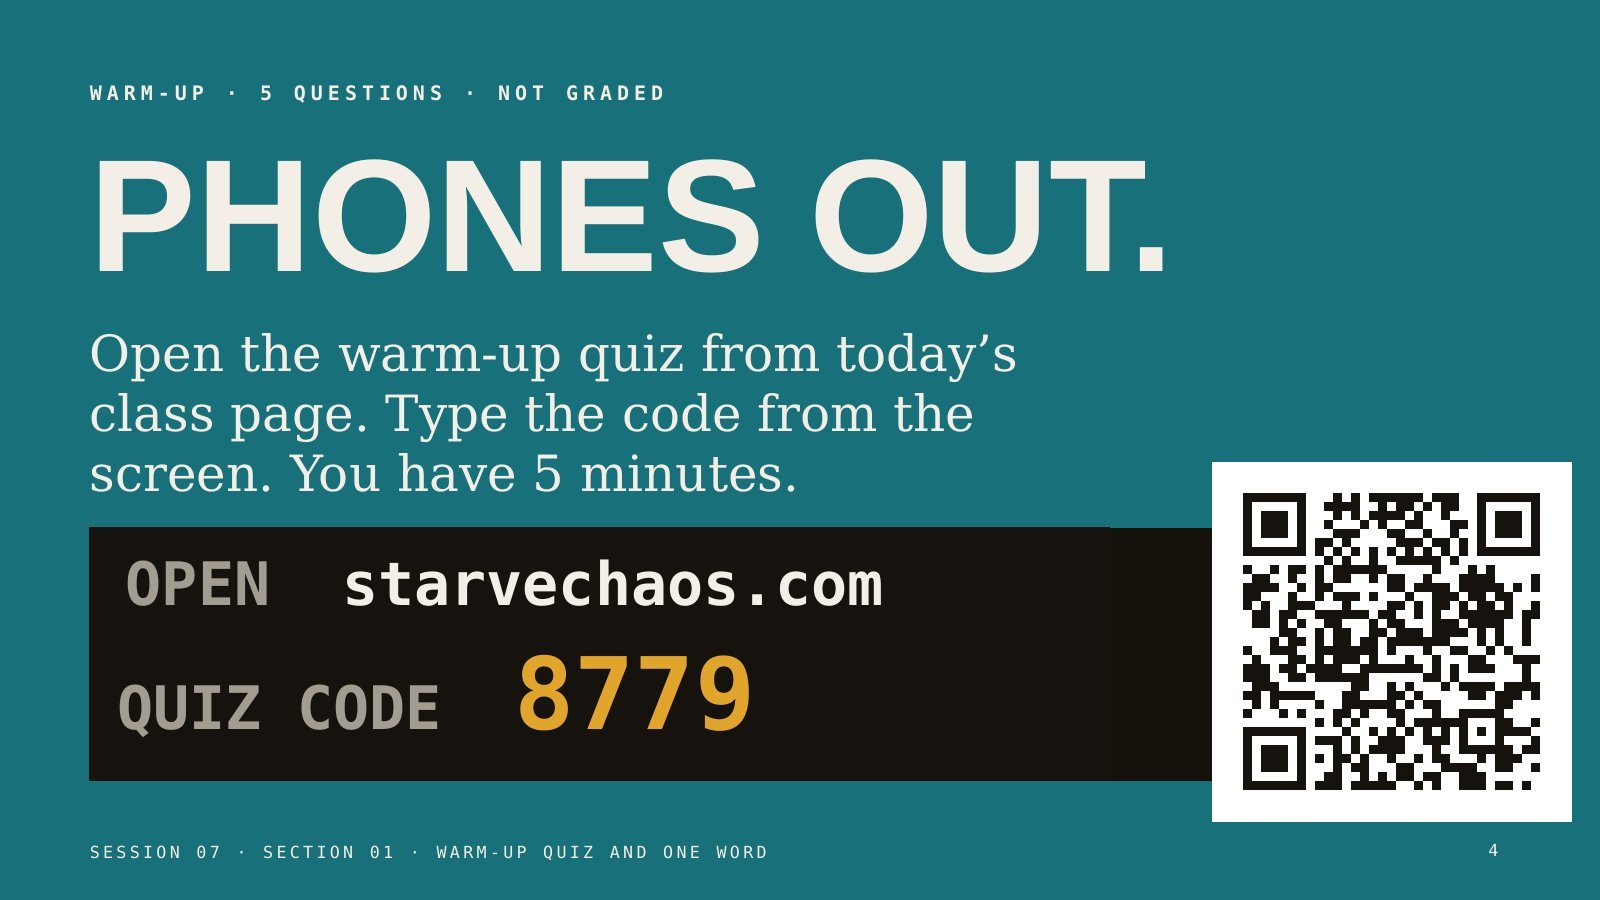 WARM-UP · 5 QUESTIONS · NOT GRADED
PHONES OUT.
Open the warm-up quiz from today’s
class page. Type the code from the
screen. You have 5 minutes.
OPEN starvechaos.com
QUIZ CODE 8779
SESSION 07 · SECTION 01 · WARM-UP QUIZ AND ONE WORD
4